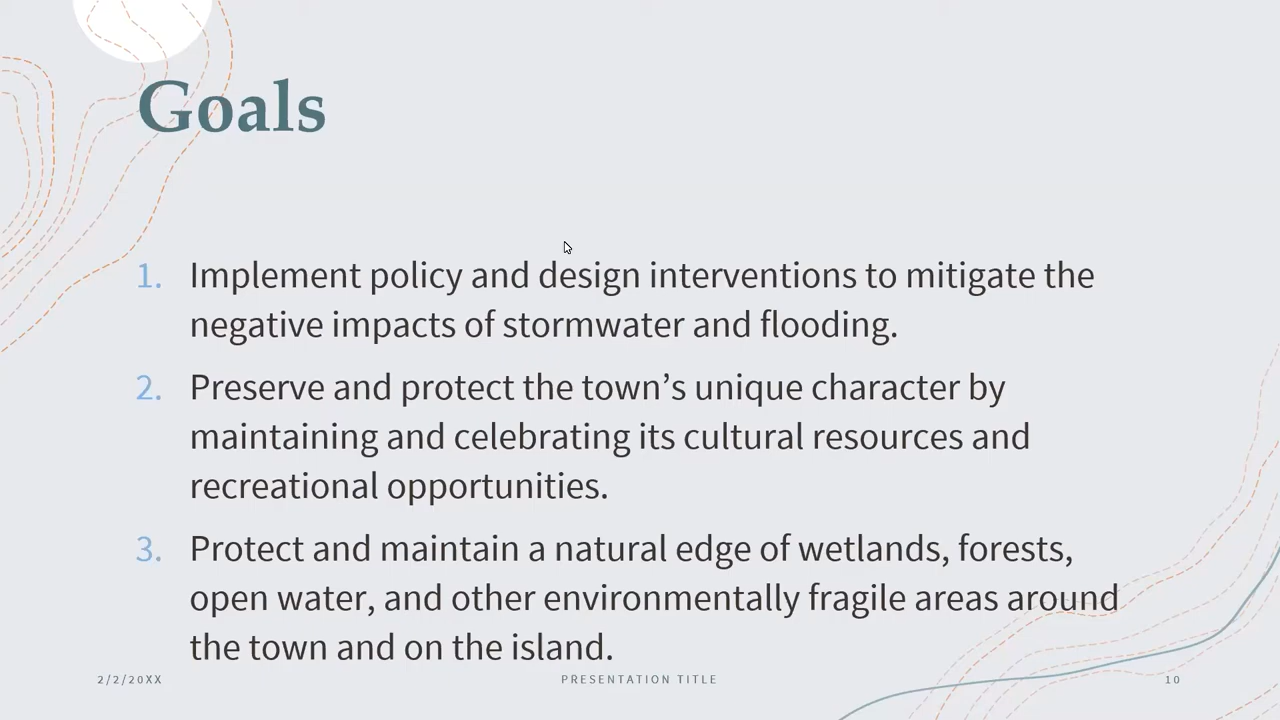 Goals
1. Implement policy and design interventions to mitigate the
negative impacts of stormwater and flooding.
2. Preserve and protect the town’s unique character by
maintaining and celebrating its cultural resources and
recreational opportunities.
3. Protect and maintain a natural edge of wetlands, forests,
open water, and other environmentally fragile areas around
the town and on the island.
2/2/20XX PRESENTATION TITLE 10